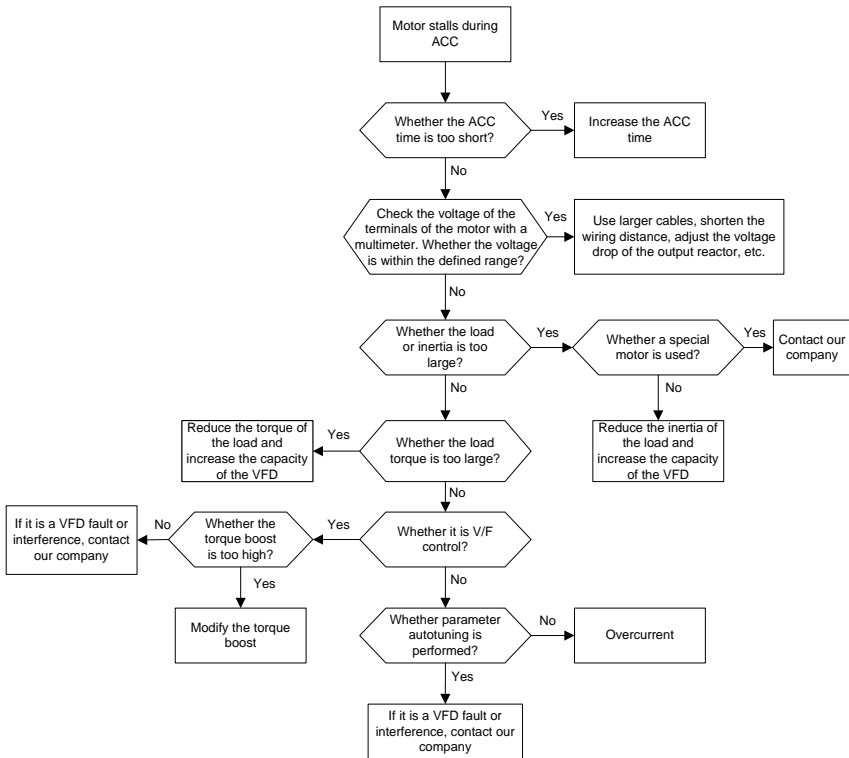 Motor stalls during
ACC
Whether the ACC
time is too short?
Yes
Increase the ACC
time
No
Check the voltage of the
terminals of the motor with a
multimeter. Whether the voltage
is within the defined range?
Yes
Use larger cables, shorten the
wiring distance, adjust the voltage
drop of the output reactor, etc.
No
Whether the load
or inertia is too
large?
Yes
Whether a special
motor is used?
Yes
Contact our
company
No
No
Reduce the torque of
the load and
increase the capacity
of the VFD
Yes
Whether the load
torque is too large?
Reduce the inertia of
the load and
increase the capacity
of the VFD
No
If it is a VFD fault or
interference, contact
our company
No
Whether the
torque boost
is too high?
Yes
Whether it is V/F
control?
Yes
No
Modify the torque
boost
Whether parameter
autotuning is
performed?
No
Overcurrent
Yes
If it is a VFD fault or
interference, contact our
company